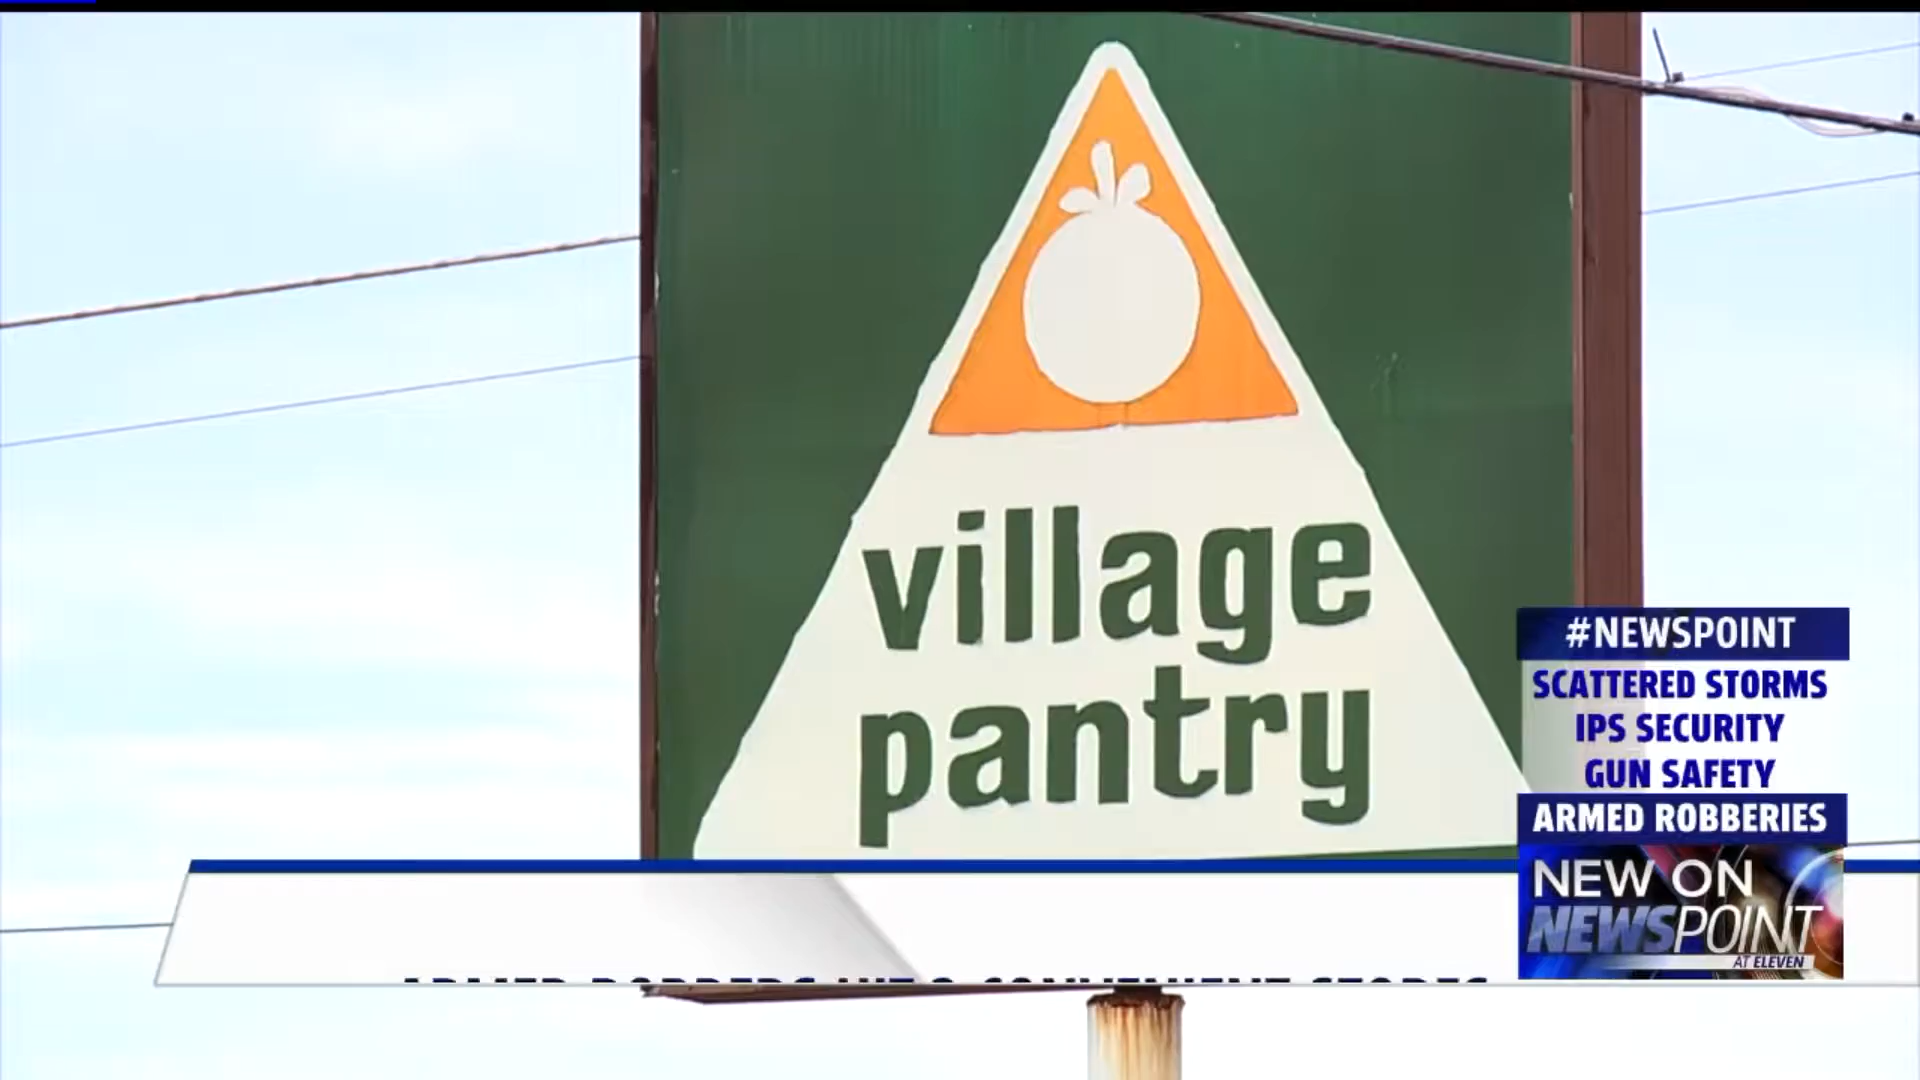 village
pantry
#NEWSPOINT
SCATTERED STORMS
IPS SECURITY
GUN SAFETY
ARMED ROBBERIES
NEW ON
NEWSPOINT
AT ELEVEN